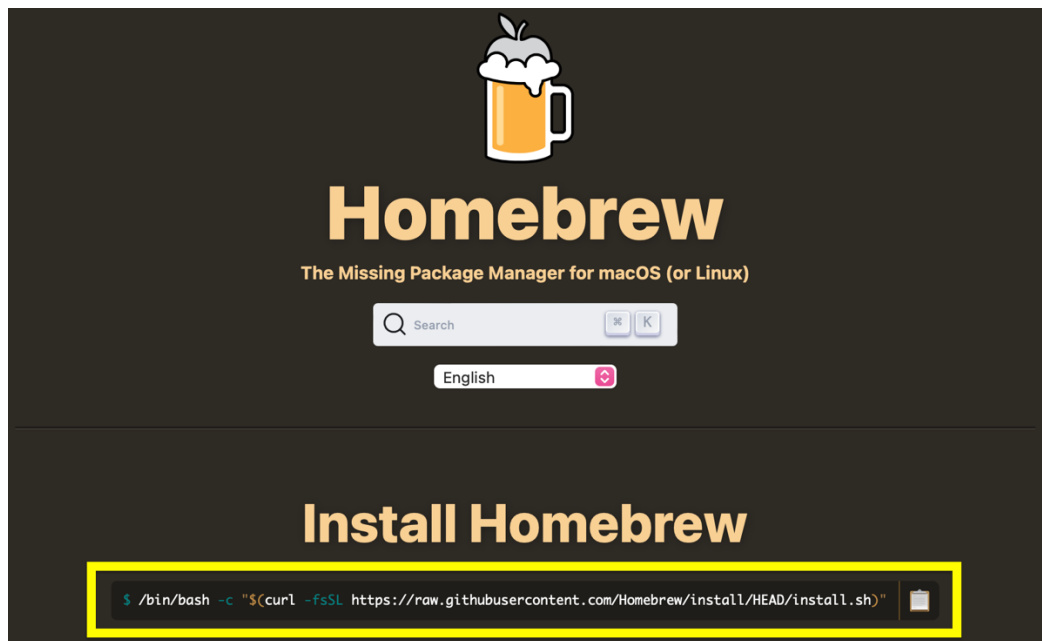 Homebrew
The Missing Package Manager for macOS (or Linux)
Search ⌘ K
English
Install Homebrew
$ /bin/bash -c "$(curl -fsSL https://raw.githubusercontent.com/Homebrew/install/HEAD/install.sh)"